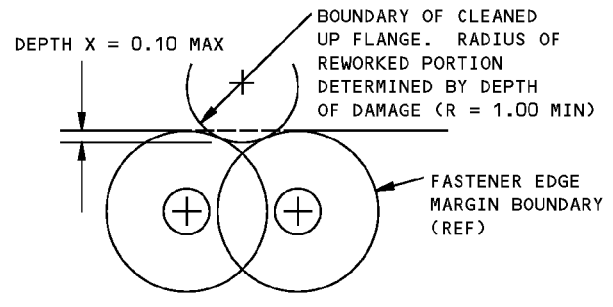 DEPTH X = 0.10 MAX
BOUNDARY OF CLEANED
UP FLANGE. RADIUS OF
REWORKED PORTION
DETERMINED BY DEPTH
OF DAMAGE (R = 1.00 MIN)
FASTENER EDGE
MARGIN BOUNDARY
(REF)